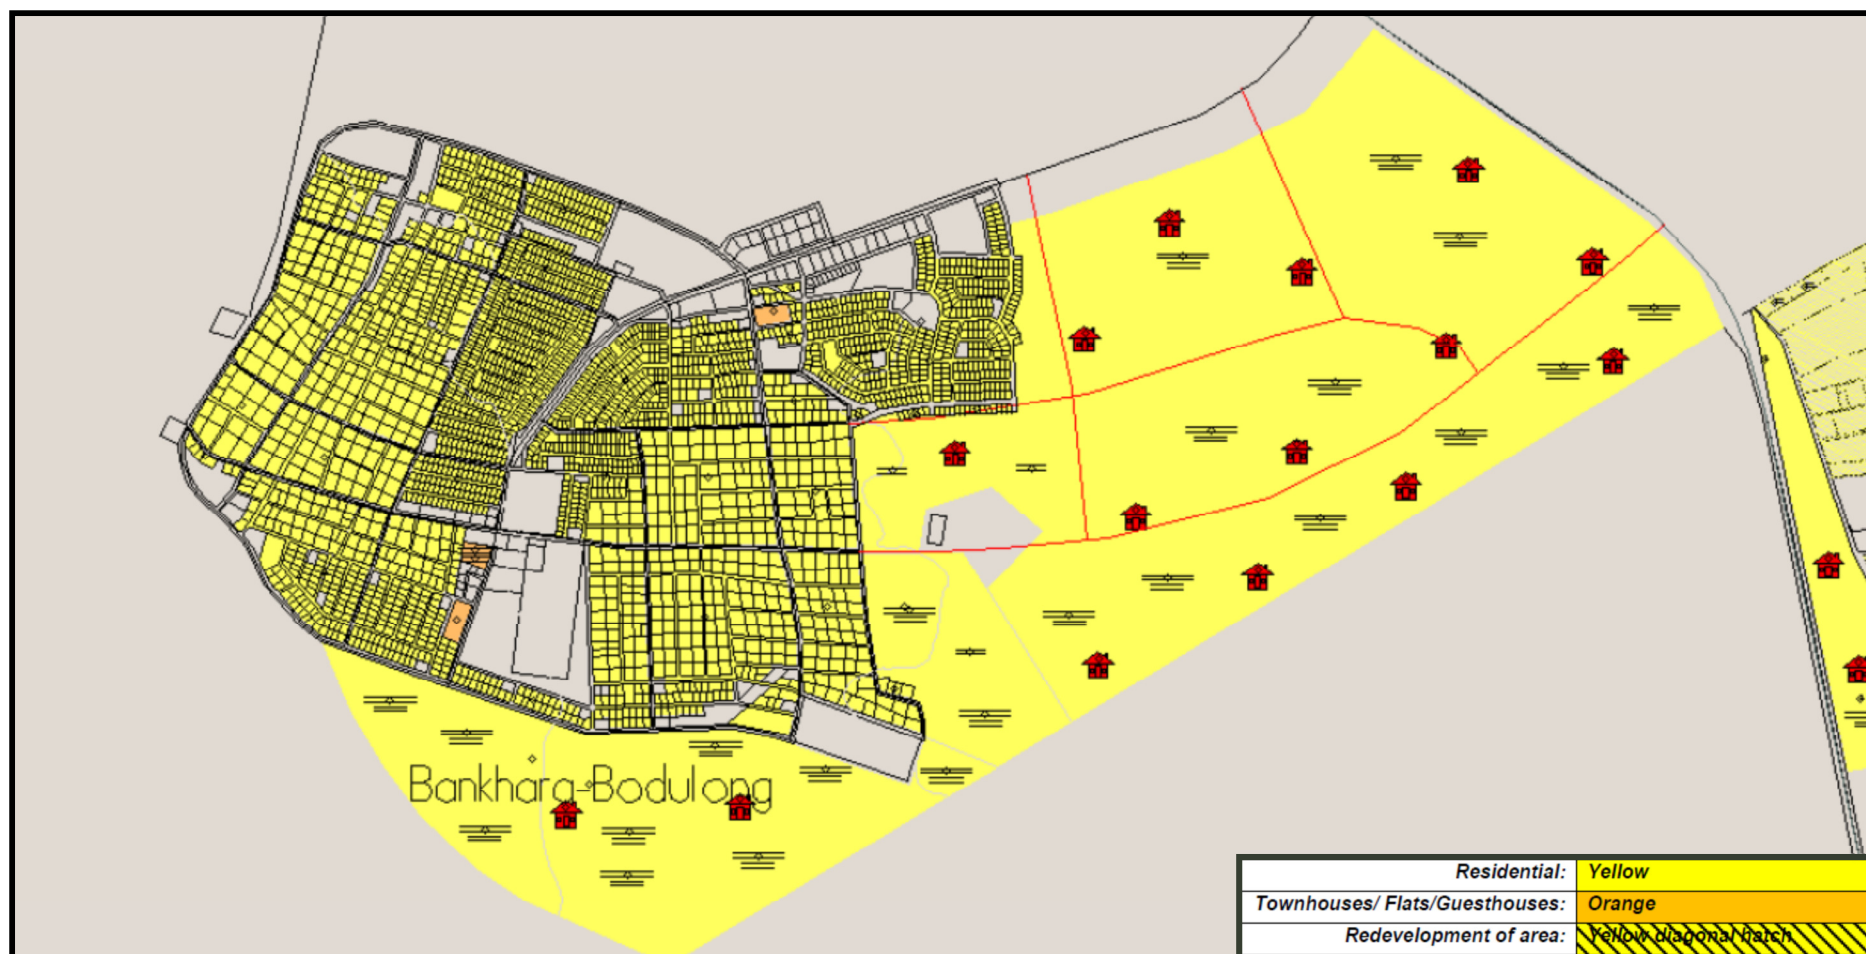 Bankhara-Bodulong
Residential: Yellow
Townhouses/ Flats/Guesthouses: Orange
Redevelopment of area: Yellow diagonal hatch